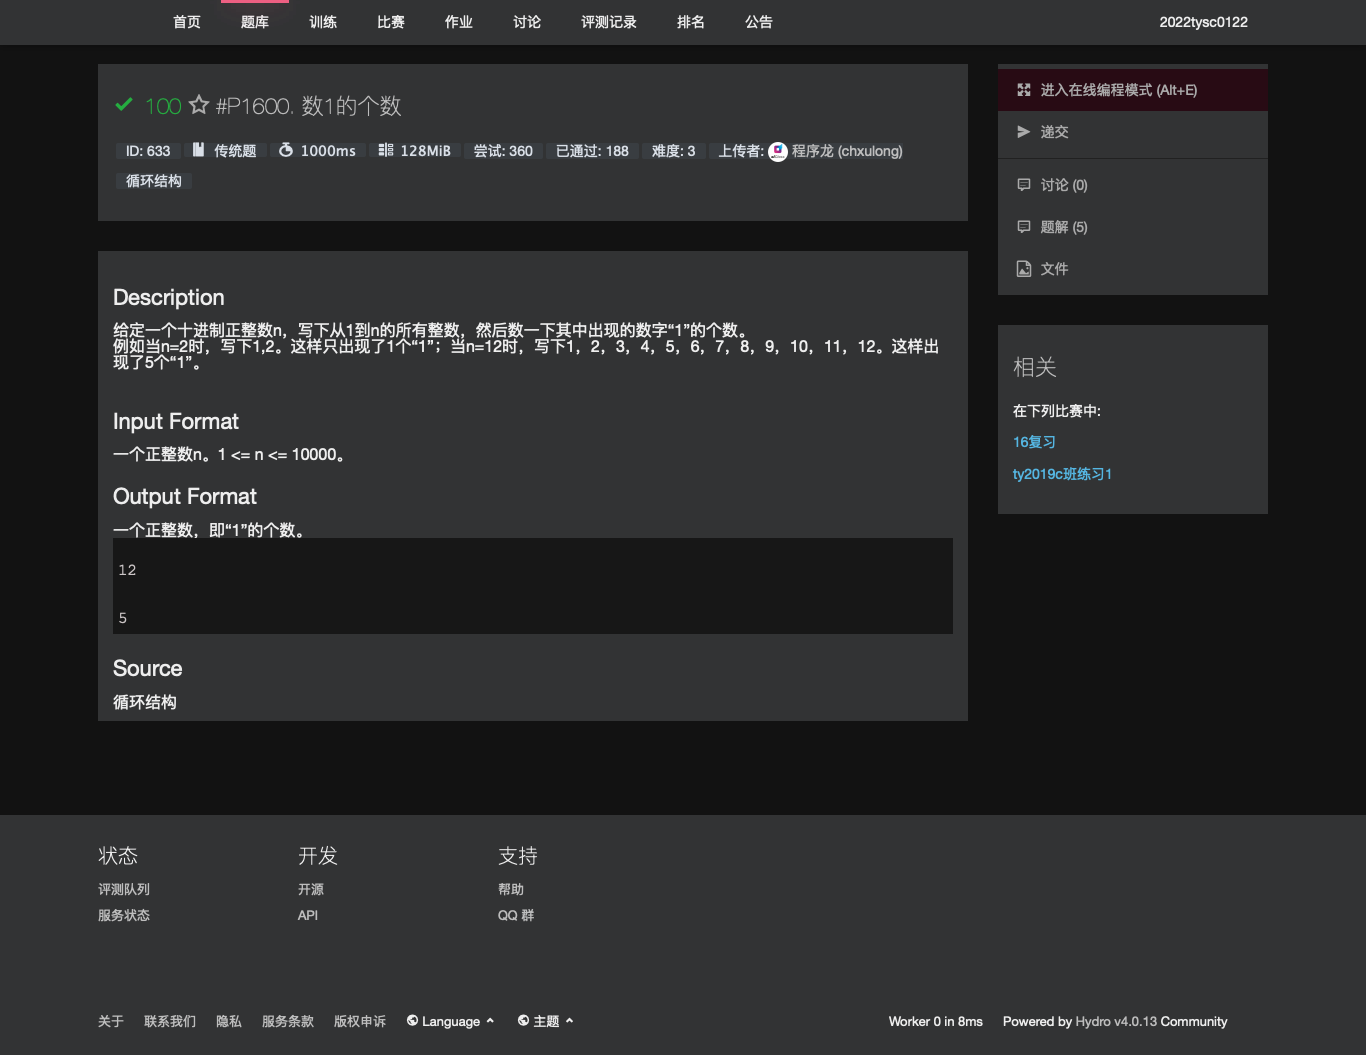 首页 题库 训练 比赛 作业 讨论 评测记录 排名 公告 2022tysc0122
100 #P1600. 数1的个数
ID: 633 传统题 1000ms 128MiB 尝试: 360 已通过: 188 难度: 3 上传者: 程序龙 (chxulong)
循环结构
Description
给定一个十进制正整数n，写下从1到n的所有整数，然后数一下其中出现的数字“1”的个数。
例如当n=2时，写下1,2。这样只出现了1个“1”；当n=12时，写下1，2，3，4，5，6，7，8，9，10，11，12。这样出
现了5个“1”。
Input Format
一个正整数n。1 <= n <= 10000。
Output Format
一个正整数，即“1”的个数。
12
5
Source
循环结构
进入在线编程模式 (Alt+E)
递交
讨论 (0)
题解 (5)
文件
相关
在下列比赛中:
16复习
ty2019c班练习1
状态
评测队列
服务状态
开发
开源
API
支持
帮助
QQ 群
关于 联系我们 隐私 服务条款 版权申诉 Language 主题 Worker 0 in 8ms Powered by Hydro v4.0.13 Community